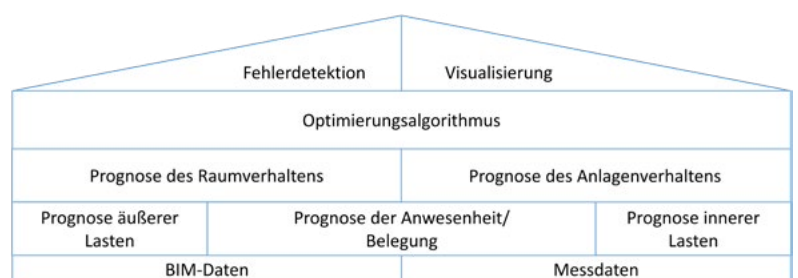 Fehlerdetektion Visualisierung
Optimierungsalgorithmus
Prognose des Raumverhaltens Prognose des Anlagenverhaltens
Prognose äußerer Lasten
Prognose der Anwesenheit/ Belegung
Prognose innerer Lasten
BIM-Daten Messdaten